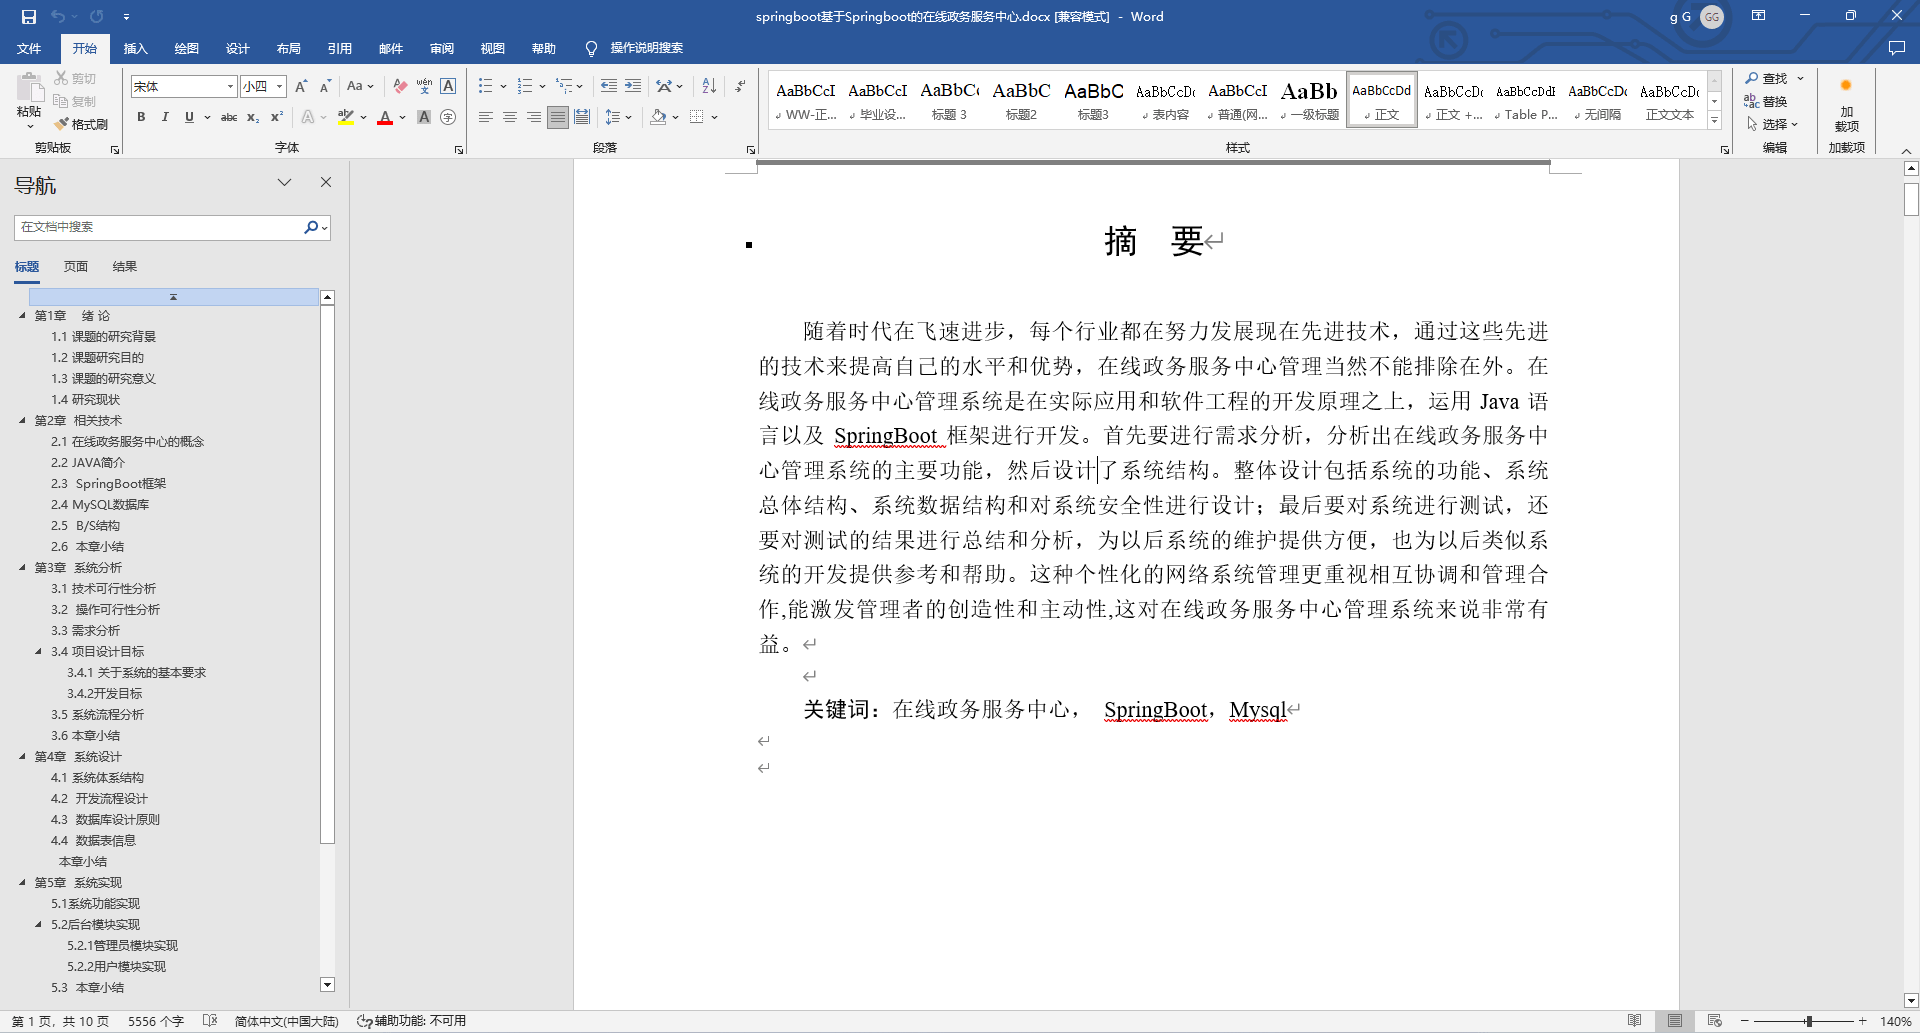 springboot基于Springboot的在线政务服务中心.docx [兼容模式] - Word
g G
GG
文件 开始 插入 绘图 设计 布局 引用 邮件 审阅 视图 帮助 操作说明搜索
粘贴
剪切
复制
格式刷
剪贴板
宋体 小四
字体
段落
AaBbCcI WW-正...
AaBbCcI 毕业设...
AaBbC 标题 3
AaBbC 标题2
AaBbC 标题3
AaBbCcD 表内容
AaBbCcI 普通(网...
AaBb 一级标题
AaBbCcDd 正文
AaBbCcD 正文 +...
AaBbCcDdI Table P...
AaBbCcD 无间隔
AaBbCcD 正文文本
样式
查找
替换
选择
编辑
加载项
加载项
导航
在文档中搜索
标题 页面 结果
第1章 绪 论
1.1 课题的研究背景
1.2 课题研究目的
1.3 课题的研究意义
1.4 研究现状
第2章 相关技术
2.1 在线政务服务中心的概念
2.2 JAVA简介
2.3 SpringBoot框架
2.4 MySQL数据库
2.5 B/S结构
2.6 本章小结
第3章 系统分析
3.1 技术可行性分析
3.2 操作可行性分析
3.3 需求分析
3.4 项目设计目标
3.4.1 关于系统的基本要求
3.4.2开发目标
3.5 系统流程分析
3.6 本章小结
第4章 系统设计
4.1 系统体系结构
4.2 开发流程设计
4.3 数据库设计原则
4.4 数据表信息
本章小结
第5章 系统实现
5.1系统功能实现
5.2后台模块实现
5.2.1管理员模块实现
5.2.2用户模块实现
5.3 本章小结
摘 要
随着时代在飞速进步，每个行业都在努力发展现在先进技术，通过这些先进
的技术来提高自己的水平和优势，在线政务服务中心管理当然不能排除在外。在
线政务服务中心管理系统是在实际应用和软件工程的开发原理之上，运用 Java 语
言以及 SpringBoot 框架进行开发。首先要进行需求分析，分析出在线政务服务中
心管理系统的主要功能，然后设计了系统结构。整体设计包括系统的功能、系统
总体结构、系统数据结构和对系统安全性进行设计；最后要对系统进行测试，还
要对测试的结果进行总结和分析，为以后系统的维护提供方便，也为以后类似系
统的开发提供参考和帮助。这种个性化的网络系统管理更重视相互协调和管理合
作,能激发管理者的创造性和主动性,这对在线政务服务中心管理系统来说非常有
益。
关键词：在线政务服务中心， SpringBoot，Mysql
第 1 页，共 10 页 5556 个字 简体中文(中国大陆) 辅助功能: 不可用
140%